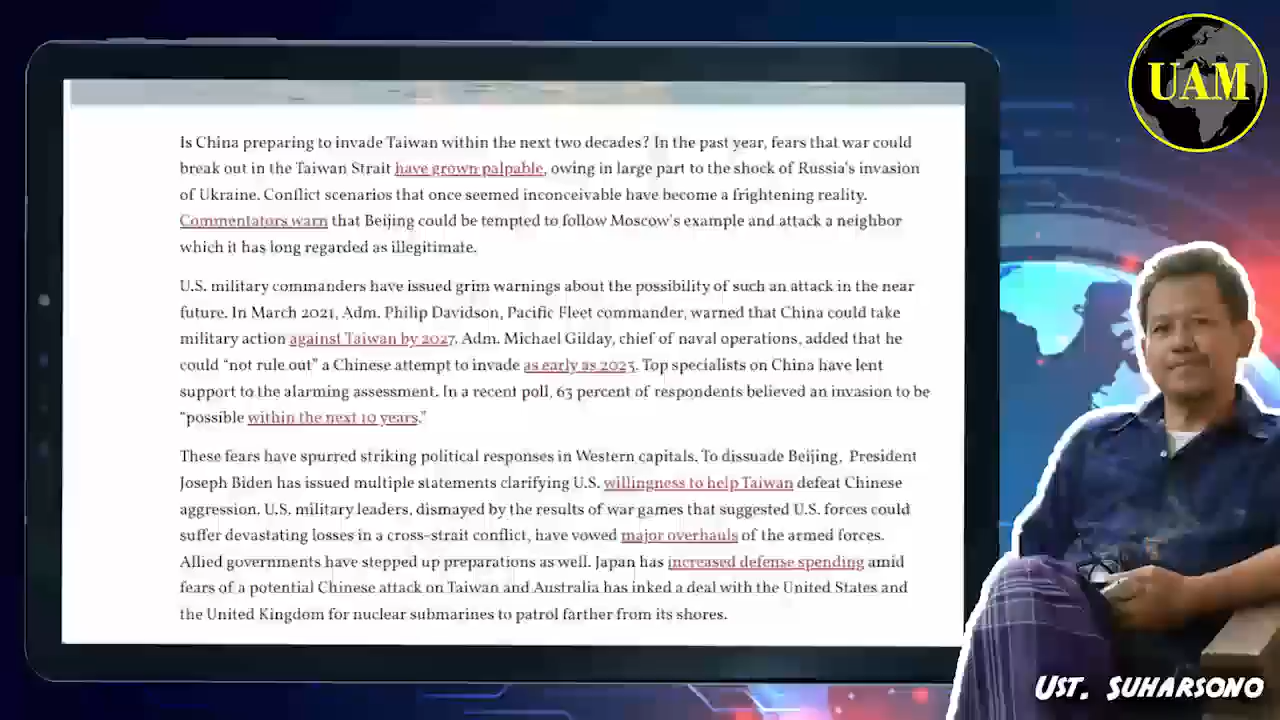 Is China preparing to invade Taiwan within the next two decades? In the past year, fears that war could
break out in the Taiwan Strait have grown palpable, owing in large part to the shock of Russia's invasion
of Ukraine. Conflict scenarios that once seemed inconceivable have become a frightening reality.
Commentators warn that Beijing could be tempted to follow Moscow's example and attack a neighbor
which it has long regarded as illegitimate.
U.S. military commanders have issued grim warnings about the possibility of such an attack in the near
future. In March 2021, Adm. Philip Davidson, Pacific Fleet commander, warned that China could take
military action against Taiwan by 2027. Adm. Michael Gilday, chief of naval operations, added that he
could “not rule out” a Chinese attempt to invade as early as 2023. Top specialists on China have lent
support to the alarming assessment. In a recent poll, 63 percent of respondents believed an invasion to be
“possible within the next 10 years.”
These fears have spurred striking political responses in Western capitals. To dissuade Beijing, President
Joseph Biden has issued multiple statements clarifying U.S. willingness to help Taiwan defeat Chinese
aggression. U.S. military leaders, dismayed by the results of war games that suggested U.S. forces could
suffer devastating losses in a cross-strait conflict, have vowed major overhauls of the armed forces.
Allied governments have stepped up preparations as well. Japan has increased defense spending amid
fears of a potential Chinese attack on Taiwan and Australia has inked a deal with the United States and
the United Kingdom for nuclear submarines to patrol farther from its shores.
UAM
Ust. Suharsono